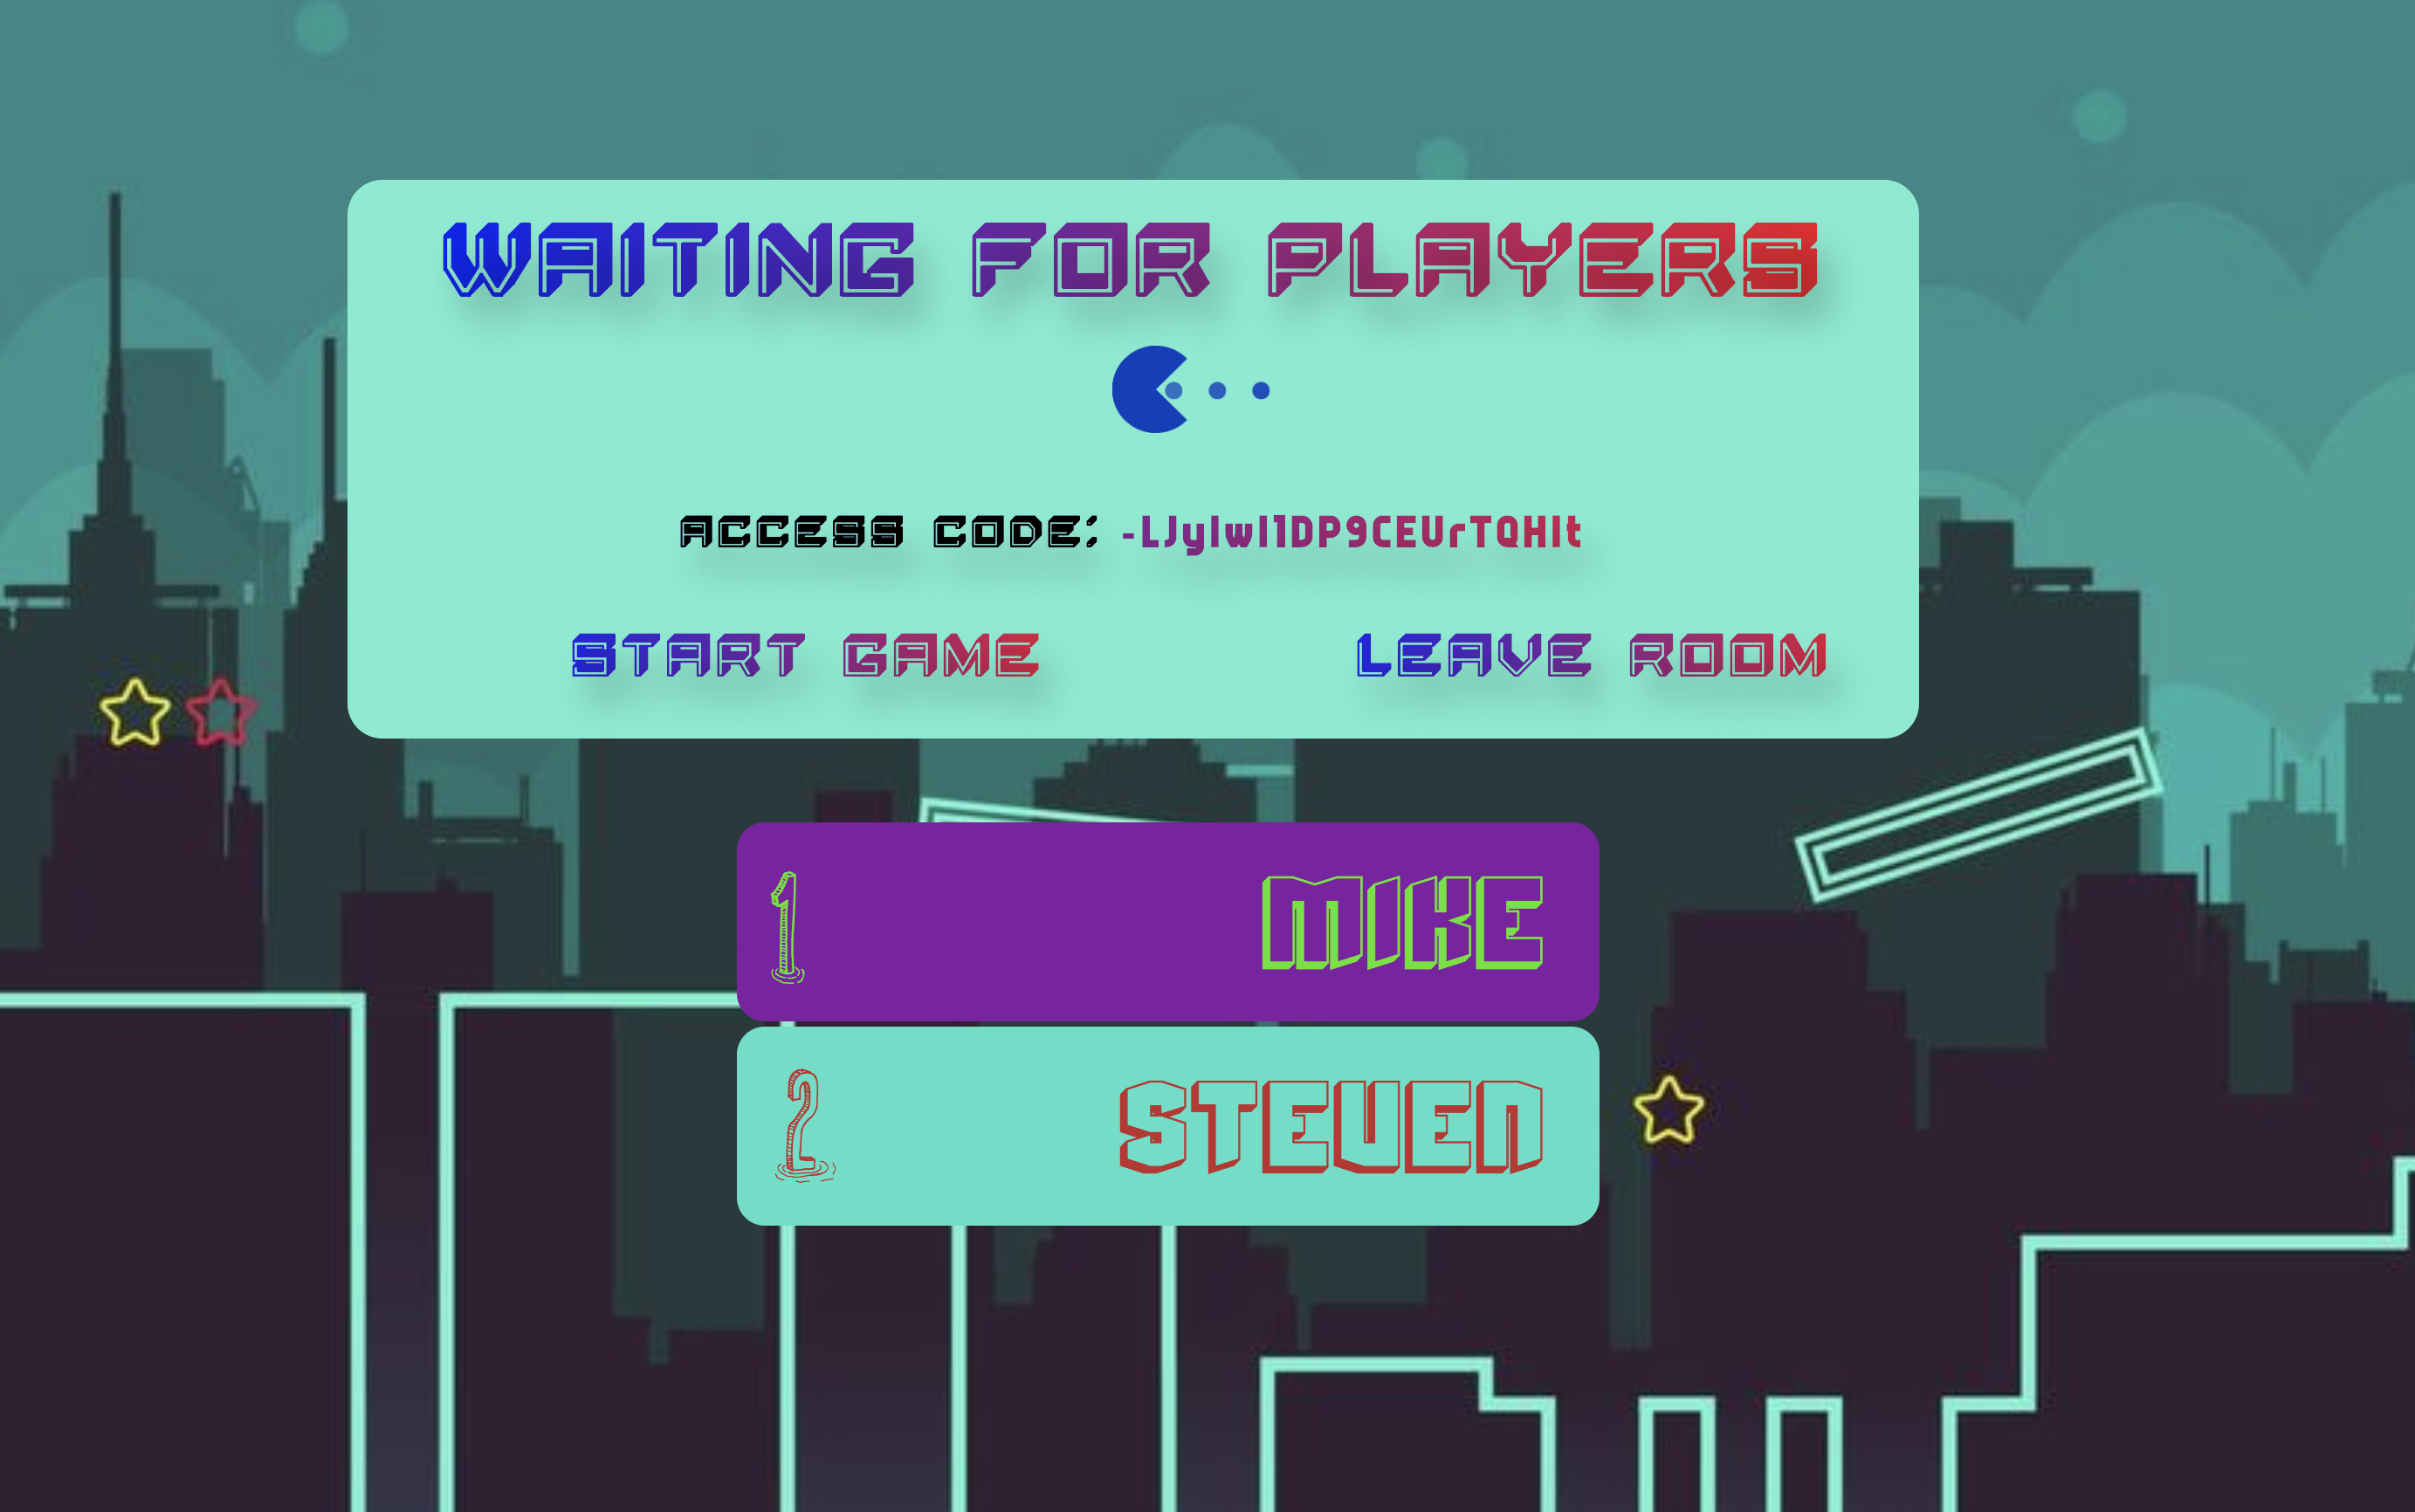 WAITING FOR PLAYERS
ACCESS CODE: -LJylwl1DP9CEUrTQHIt
START GAME LEAVE ROOM
1 MIKE
2 STEVEN